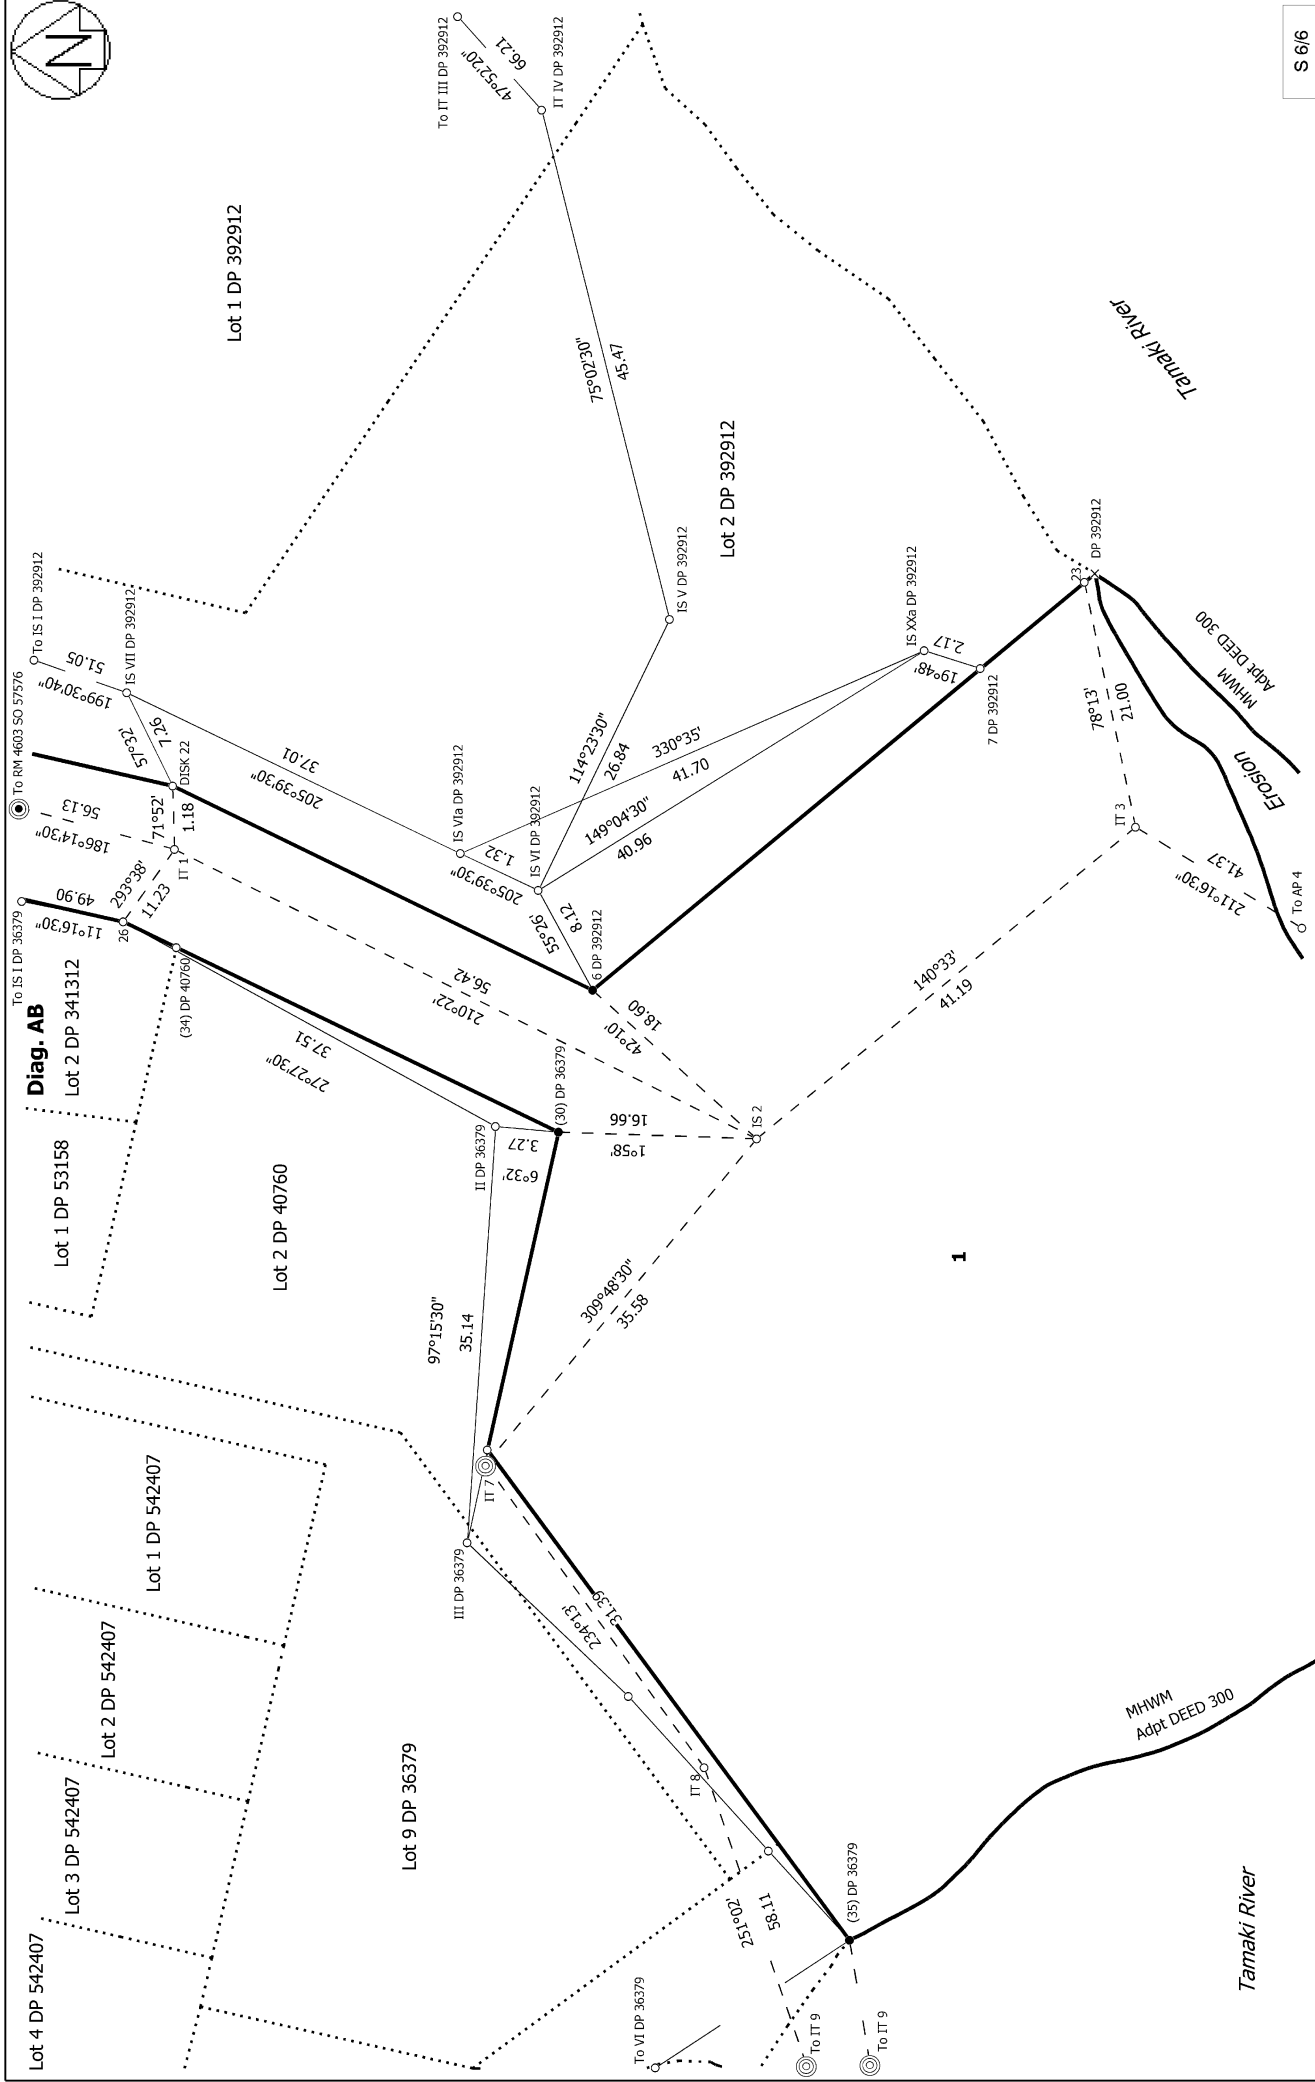 N
S 6/6
To IT III DP 392912
66.21
47°52'20"
IT IV DP 392912
Lot 1 DP 392912
75°02'30"
45.47
Tamaki River
Lot 2 DP 392912
To IS I DP 392912
51.05
199°30'40"
IS VII DP 392912
To RM 4603 SO 57576
57°32'
7.26
DISK 22
56.13
186°14'30"
71°52'
1.18
IT 1
293°38'
11.23
To IS I DP 36379
49.90
11°16'30"
26
(34) DP 40760
37.01
205°39'30"
IS VIa DP 392912
1.32
205°39'30"
IS VI DP 392912
IS V DP 392912
114°23'30"
26.84
330°35'
41.70
149°04'30"
40.96
IS XXa DP 392912
2.17
19°48'
7 DP 392912
23
DP 392912
55°26'
8.12
6 DP 392912
78°13'
21.00
IT 3
MHWM
Adpt DEED 300
Erosion
41.37
211°16'30"
To AP 4
Diag. AB
Lot 2 DP 341312
Lot 1 DP 53158
Lot 2 DP 40760
37.51
27°27'30"
56.42
210°22'
18.60
42°10'
140°33'
41.19
(30) DP 36379
II DP 36379
3.27
6°32'
16.66
1°58'
IS 2
97°15'30"
35.14
309°48'30"
35.58
1
IT 7
III DP 36379
Lot 1 DP 542407
Lot 2 DP 542407
Lot 3 DP 542407
Lot 4 DP 542407
Lot 9 DP 36379
31.39
234°13'
IT 8
251°02'
58.11
(35) DP 36379
To VI DP 36379
To IT 9
To IT 9
MHWM
Adpt DEED 300
Tamaki River